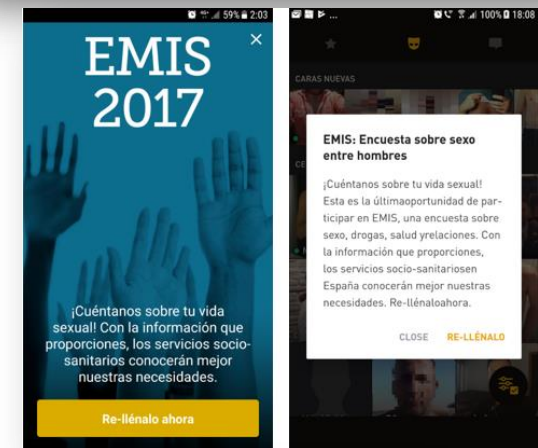 59% 2:03
×
EMIS
2017
¡Cuéntanos sobre tu vida
sexual! Con la información que
proporciones, los servicios socio-
sanitarios conocerán mejor
nuestras necesidades.
Re-llénalo ahora
... 100% 18:08
CARAS NUEVAS
EMIS: Encuesta sobre sexo
entre hombres
¡Cuéntanos sobre tu vida sexual!
Esta es la últimaoportunidad de par-
ticipar en EMIS, una encuesta sobre
sexo, drogas, salud yrelaciones. Con
la información que proporciones,
los servicios socio-sanitariosen
España conocerán mejor nuestras
necesidades. Re-llénaloahora.
CLOSE RE-LLÉNALO